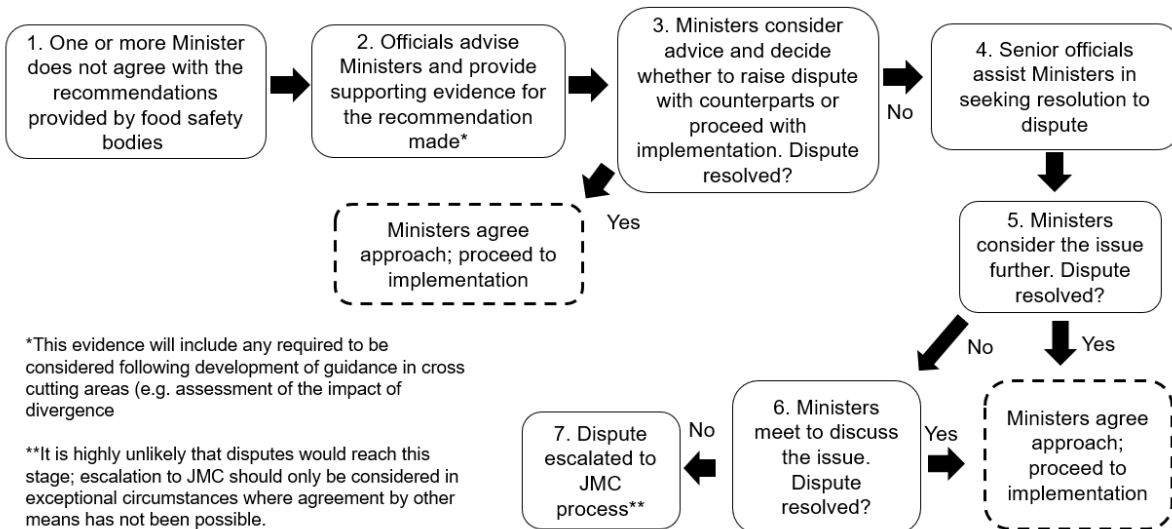 1. One or more Minister
does not agree with the
recommendations
provided by food safety
bodies
2. Officials advise
Ministers and provide
supporting evidence for
the recommendation
made*
3. Ministers consider
advice and decide
whether to raise dispute
with counterparts or
proceed with
implementation. Dispute
resolved?
No
4. Senior officials
assist Ministers in
seeking resolution to
dispute
Yes
Ministers agree
approach; proceed to
implementation
5. Ministers
consider the issue
further. Dispute
resolved?
No
Yes
6. Ministers
meet to discuss
the issue.
Dispute
resolved?
Yes
Ministers agree
approach;
proceed to
implementation
No
7. Dispute
escalated to
JMC
process**
*This evidence will include any required to be
considered following development of guidance in cross
cutting areas (e.g. assessment of the impact of
divergence
**It is highly unlikely that disputes would reach this
stage; escalation to JMC should only be considered in
exceptional circumstances where agreement by other
means has not been possible.